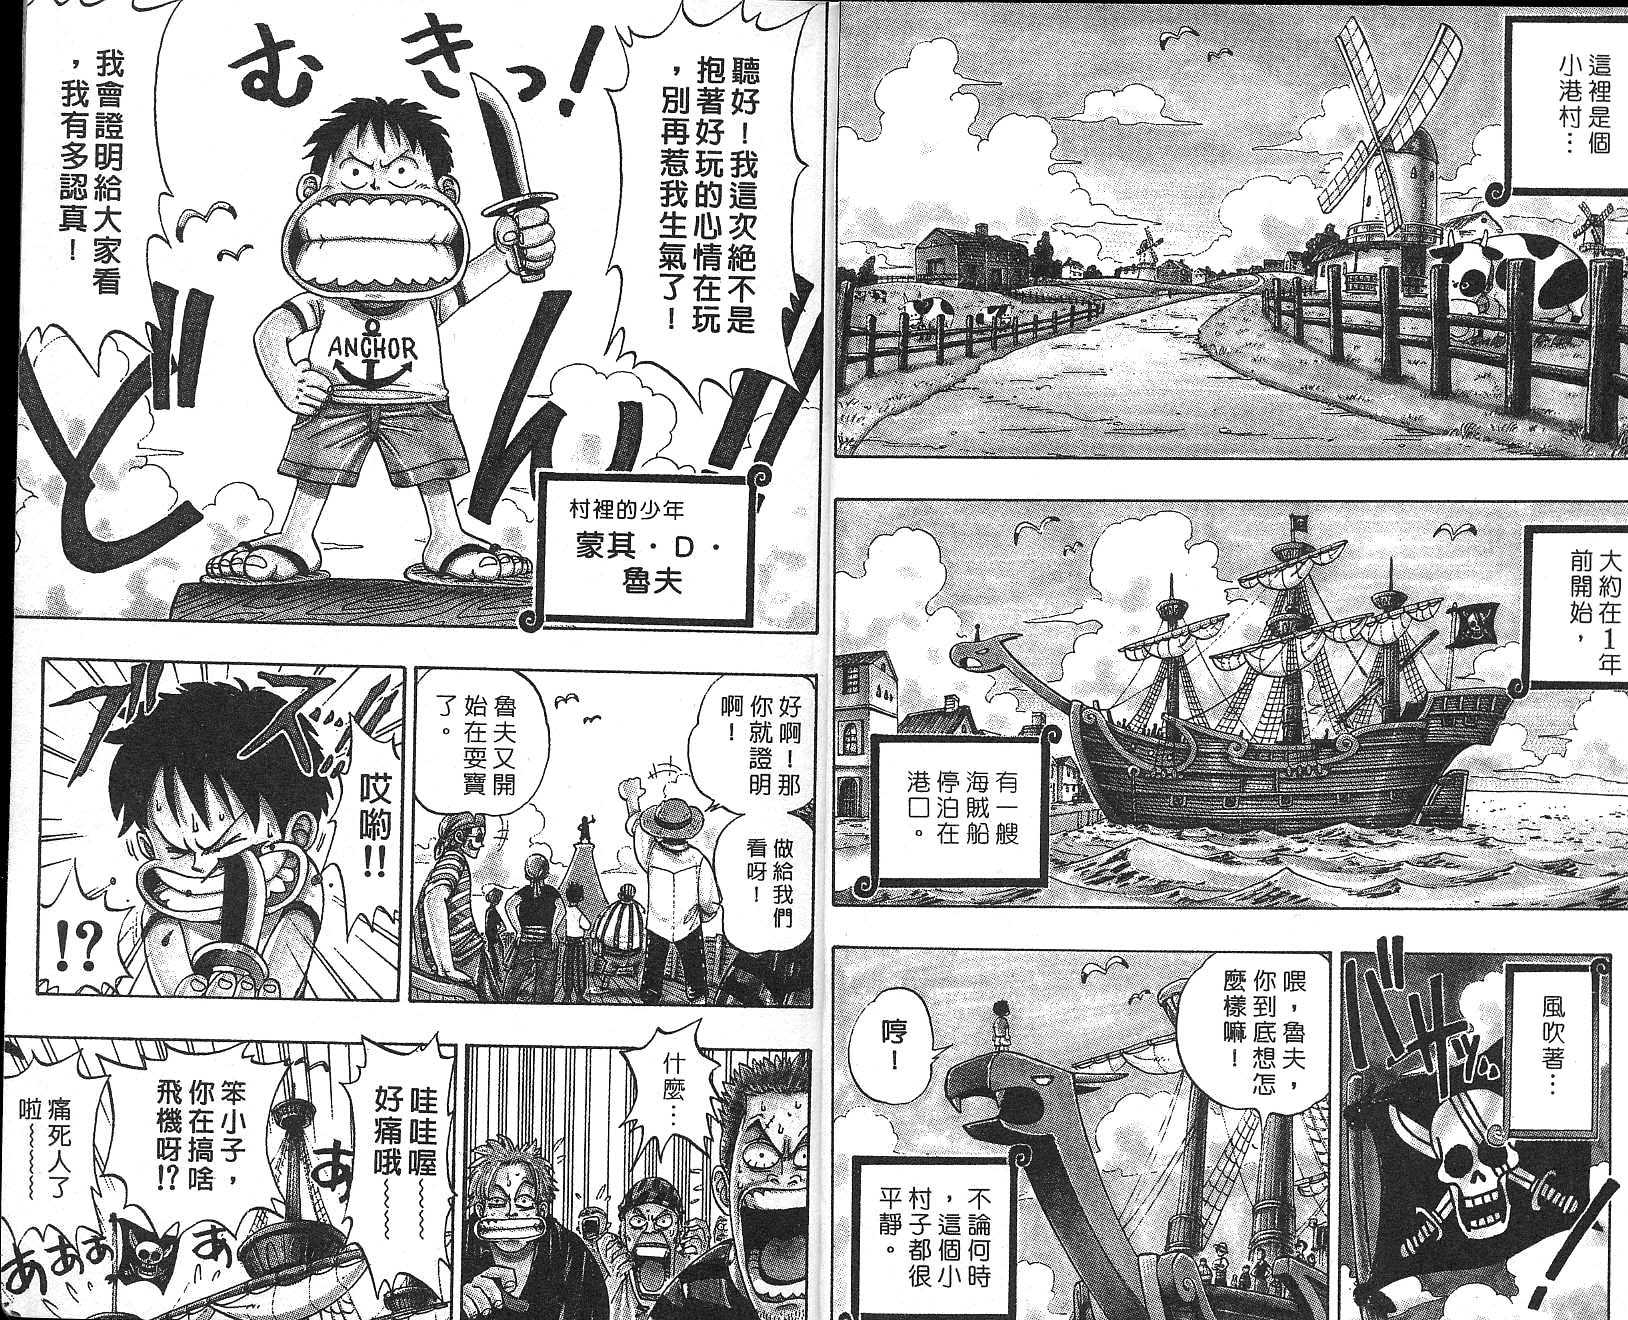 這裡是個
小港村…
大約在1年
前開始，
有一艘
海賊船
停泊在
港口。
風吹著…
喂，魯夫，
你到底想怎
麼樣嘛！
哼！
不論何時
，這個小
村子都很
平靜。
聽好！我這次絕不是
抱著好玩的心情在玩
，別再惹我生氣了！
むきっ！
我會證明給大家看
，我有多認真！
ANCHOR
どんっ!!
村裡的少年
蒙其．D．
魯夫
好啊！那
你就證明
啊！
做給我們
看呀！
魯夫又開
始在耍寶
了。
ブスッ
哎喲!!
!?
什麼…
哇哇喔
好痛哦〜〜〜
笨小子，
你在搞啥
飛機呀!?
痛死人了
啦〜〜〜〜
あ
あ
あああ